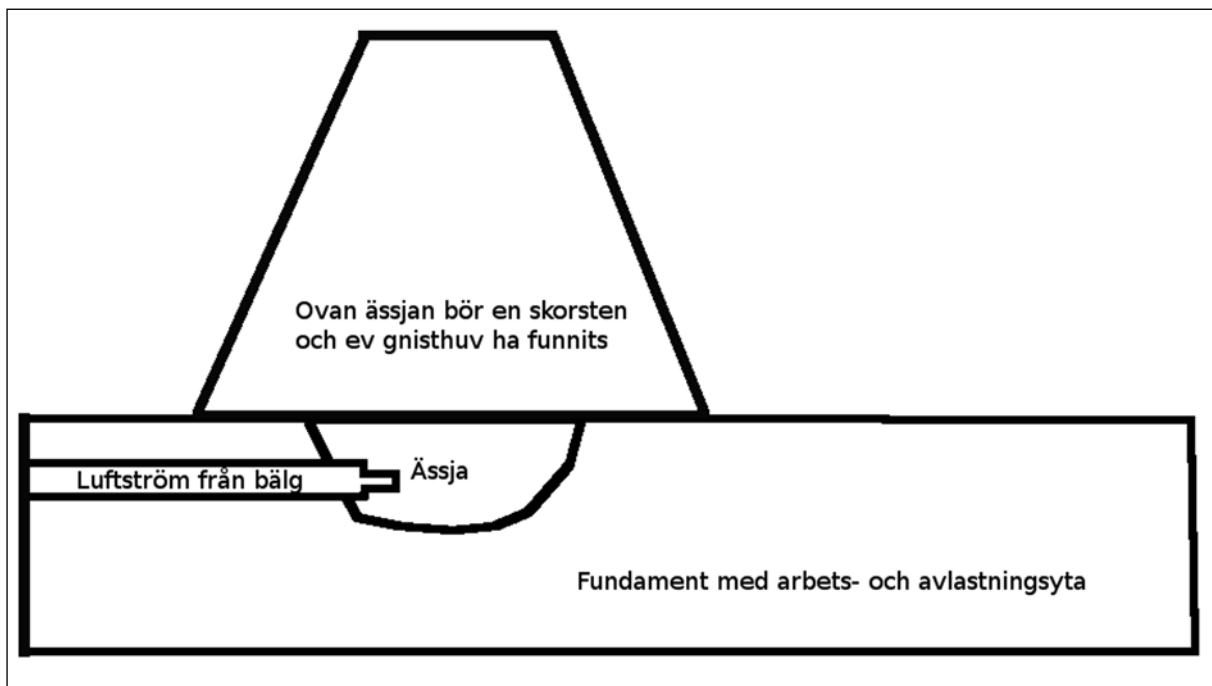 Ovan ässjan bör en skorsten
och ev gnisthuv ha funnits
Luftström från bälg
Ässja
Fundament med arbets- och avlastningsyta